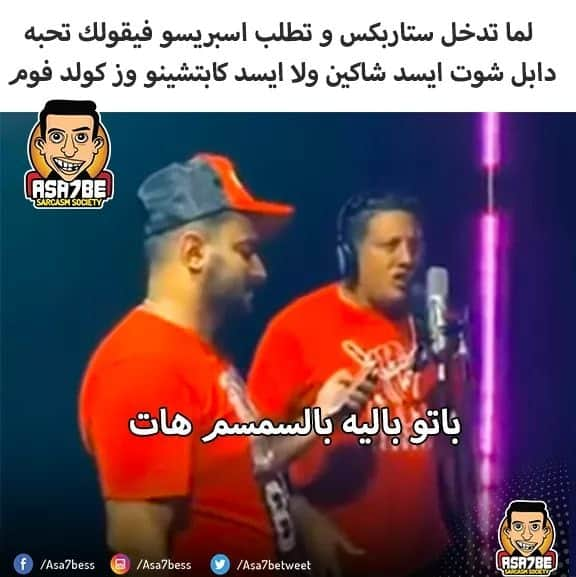 لما تدخل ستاربكس و تطلب اسبريسو فيقولك تحبه
دابل شوت ايسد شاكين ولا ايسد كابتشينو وز كولد فوم
ASA7BE
SARCASM SOCIETY
باتو باليه بالسمسم هات
/Asa7bess /Asa7bess /Asa7betweet
ASA7BE
SARCASM SOCIETY